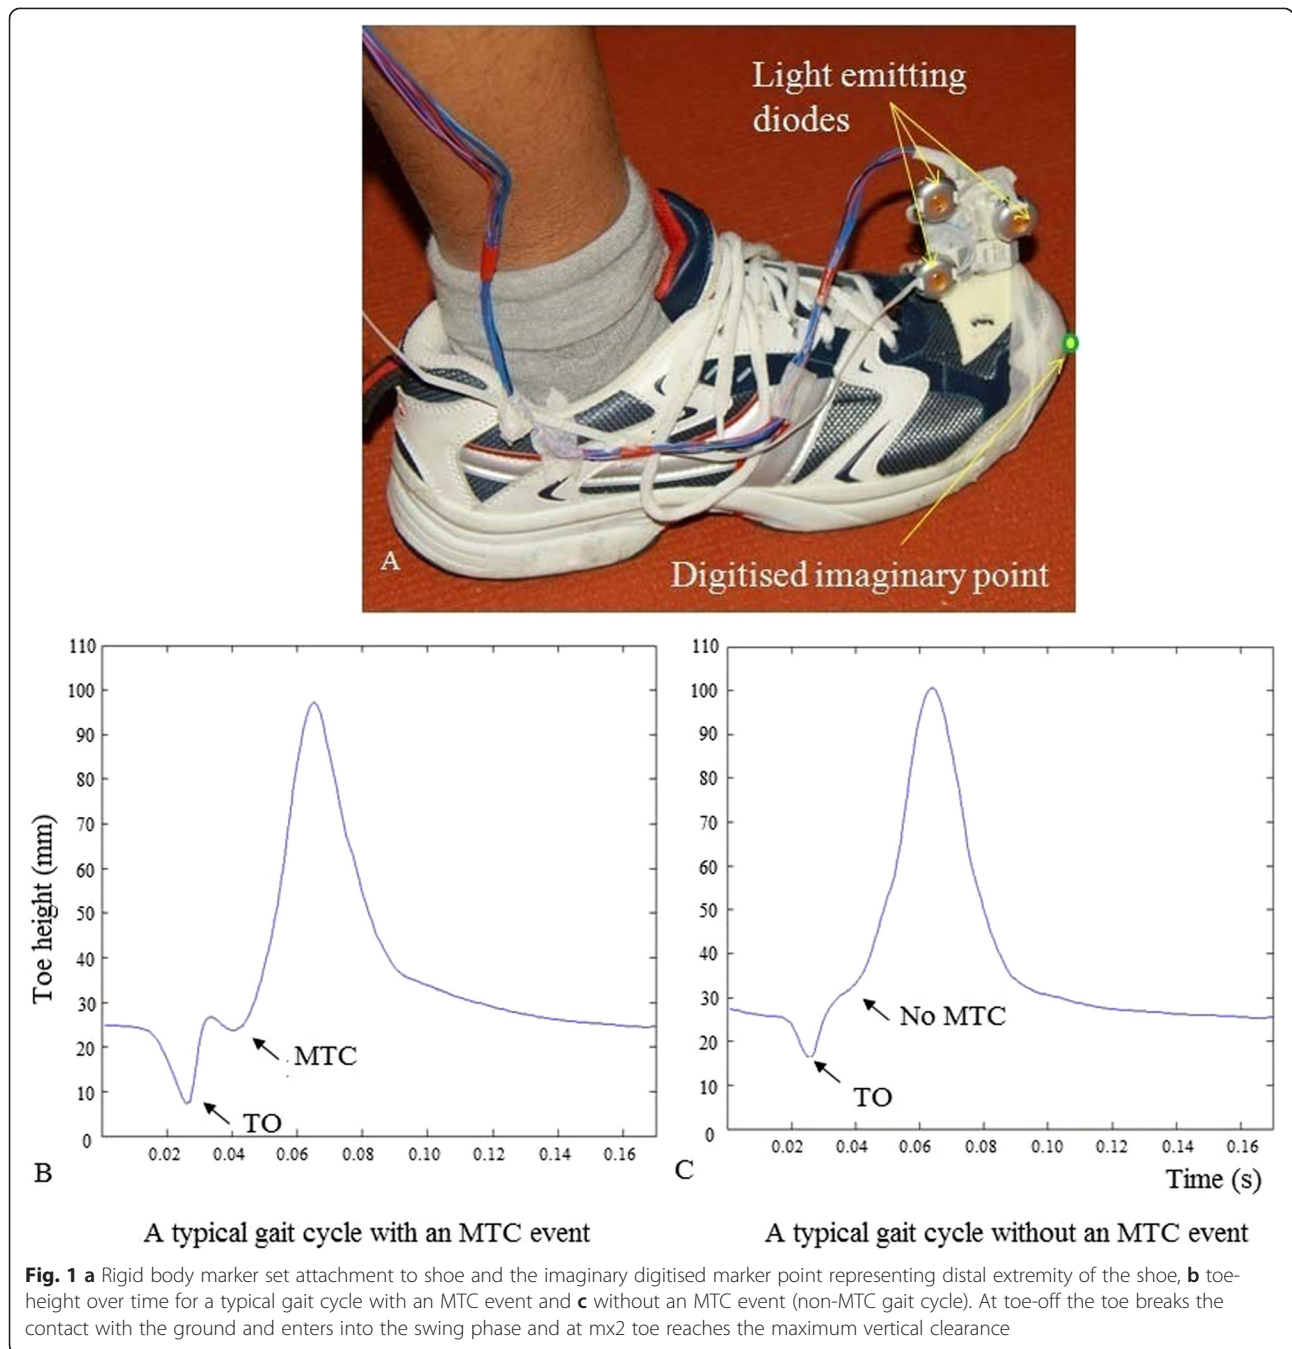 Light emitting
diodes
A
Digitised imaginary point
110
100
90
80
70
60
50
40
30
20
10
0
Toe height (mm)
MTC
TO
0.02 0.04 0.06 0.08 0.10 0.12 0.14 0.16
B
110
100
90
80
70
60
50
40
30
20
10
0
No MTC
TO
0.02 0.04 0.06 0.08 0.10 0.12 0.14 0.16
C
Time (s)
A typical gait cycle with an MTC event
A typical gait cycle without an MTC event
Fig. 1 a Rigid body marker set attachment to shoe and the imaginary digitised marker point representing distal extremity of the shoe, b toe-
height over time for a typical gait cycle with an MTC event and c without an MTC event (non-MTC gait cycle). At toe-off the toe breaks the
contact with the ground and enters into the swing phase and at mx2 toe reaches the maximum vertical clearance